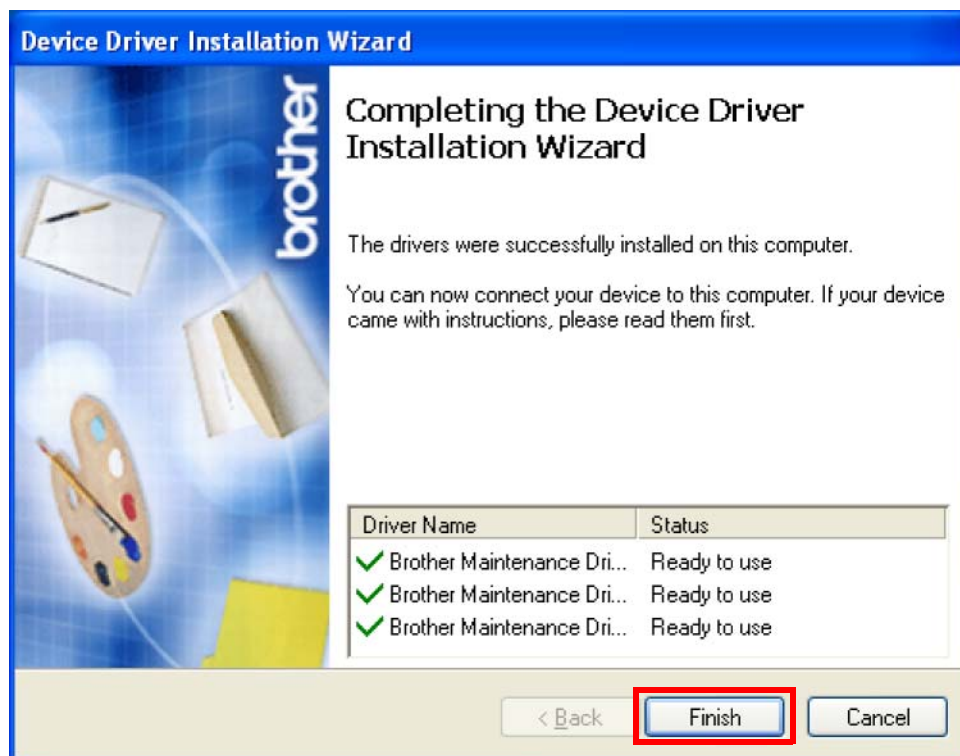 Device Driver Installation Wizard
brother
Completing the Device Driver
Installation Wizard
The drivers were successfully installed on this computer.
You can now connect your device to this computer. If your device
came with instructions, please read them first.
Driver Name Status
Brother Maintenance Dri... Ready to use
Brother Maintenance Dri... Ready to use
Brother Maintenance Dri... Ready to use
< Back Finish Cancel